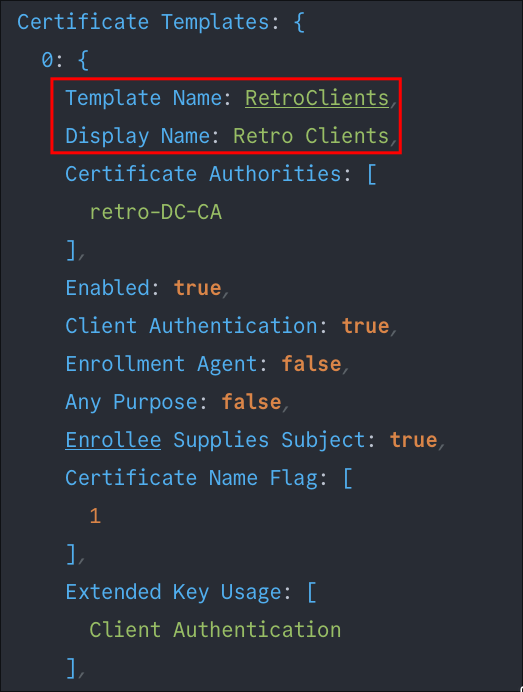 Certificate Templates: {
0: {
Template Name: RetroClients,
Display Name: Retro Clients,
Certificate Authorities: [
retro-DC-CA
],
Enabled: true,
Client Authentication: true,
Enrollment Agent: false,
Any Purpose: false,
Enrollee Supplies Subject: true,
Certificate Name Flag: [
1
],
Extended Key Usage: [
Client Authentication
],